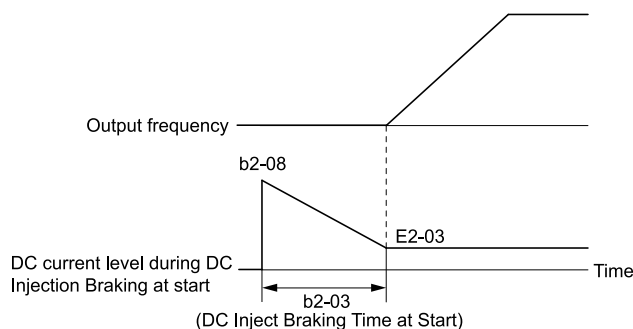 Output frequency
b2-08
E2-03
DC current level during DC
Injection Braking at start
Time
b2-03
(DC Inject Braking Time at Start)